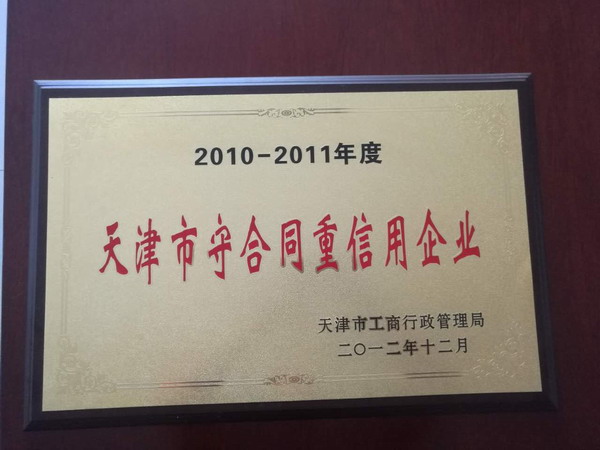 2010-2011年度
天津市守合同重信用企业
天津市工商行政管理局
二〇一二年十二月